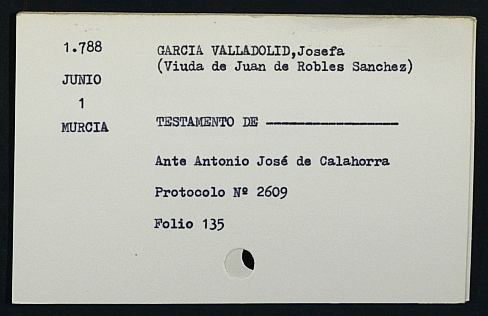 1.788
JUNIO
1
MURCIA
GARCIA VALLADOLID,Josefa
(Viuda de Juan de Robles Sanchez)
TESTAMENTO DE ------------------
Ante Antonio José de Calahorra
Protocolo Nº 2609
Folio 135